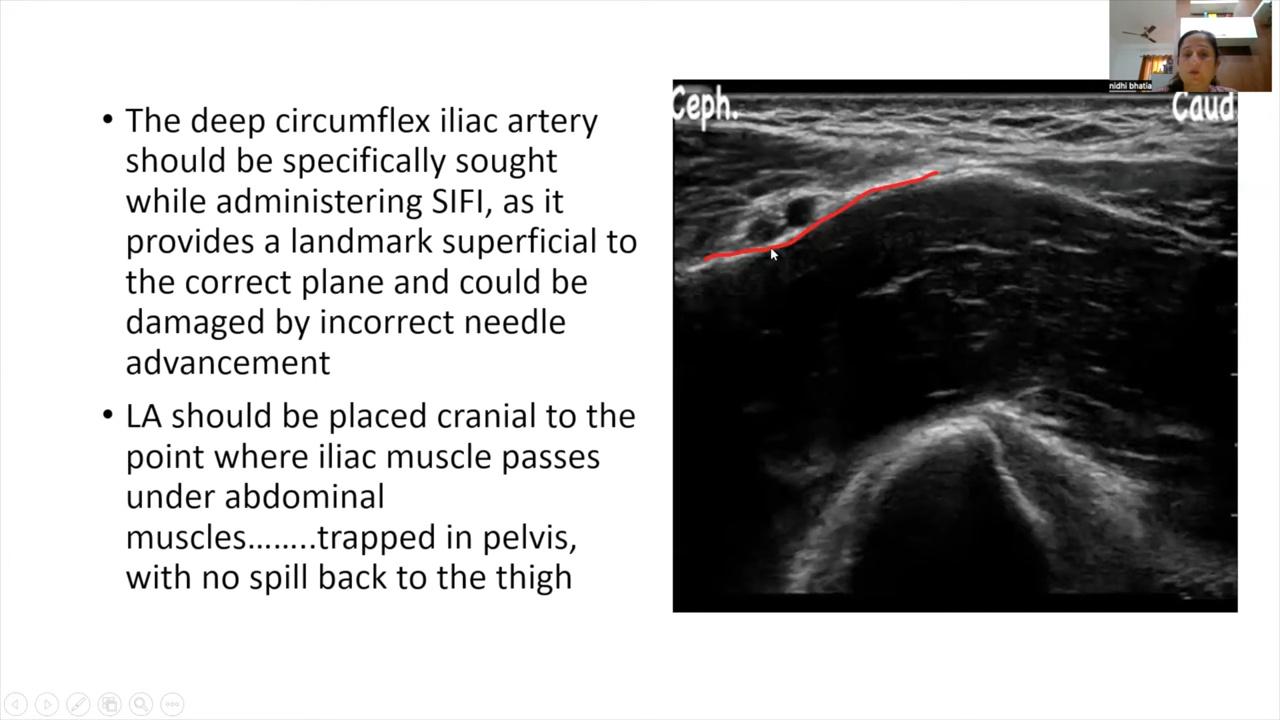 • The deep circumflex iliac artery
should be specifically sought
while administering SIFI, as it
provides a landmark superficial to
the correct plane and could be
damaged by incorrect needle
advancement
• LA should be placed cranial to the
point where iliac muscle passes
under abdominal
muscles……..trapped in pelvis,
with no spill back to the thigh
Ceph.
Caud
nidhi bhatia